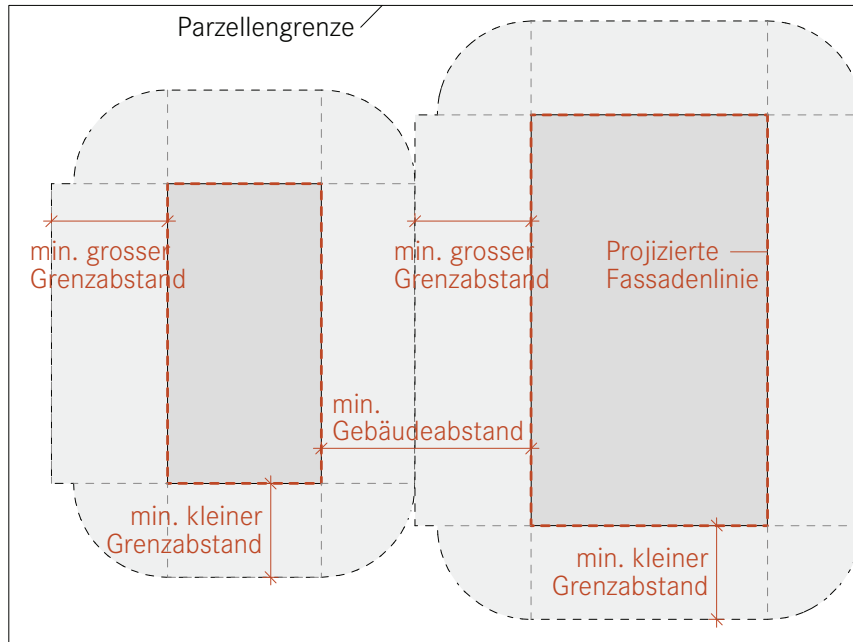 Parzellengrenze
min. grosser
Grenzabstand
min. grosser
Grenzabstand
Projizierte
Fassadenlinie
min.
Gebäudeabstand
min. kleiner
Grenzabstand
min. kleiner
Grenzabstand